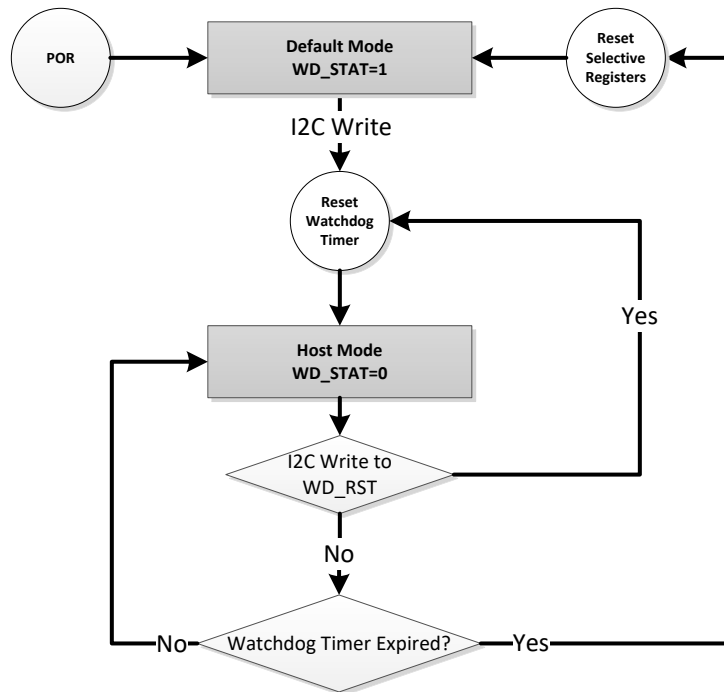 POR
Default Mode
WD_STAT=1
Reset
Selective
Registers
I2C Write
Reset
Watchdog
Timer
Yes
Host Mode
WD_STAT=0
I2C Write to
WD_RST
No
No
Watchdog Timer Expired?
Yes